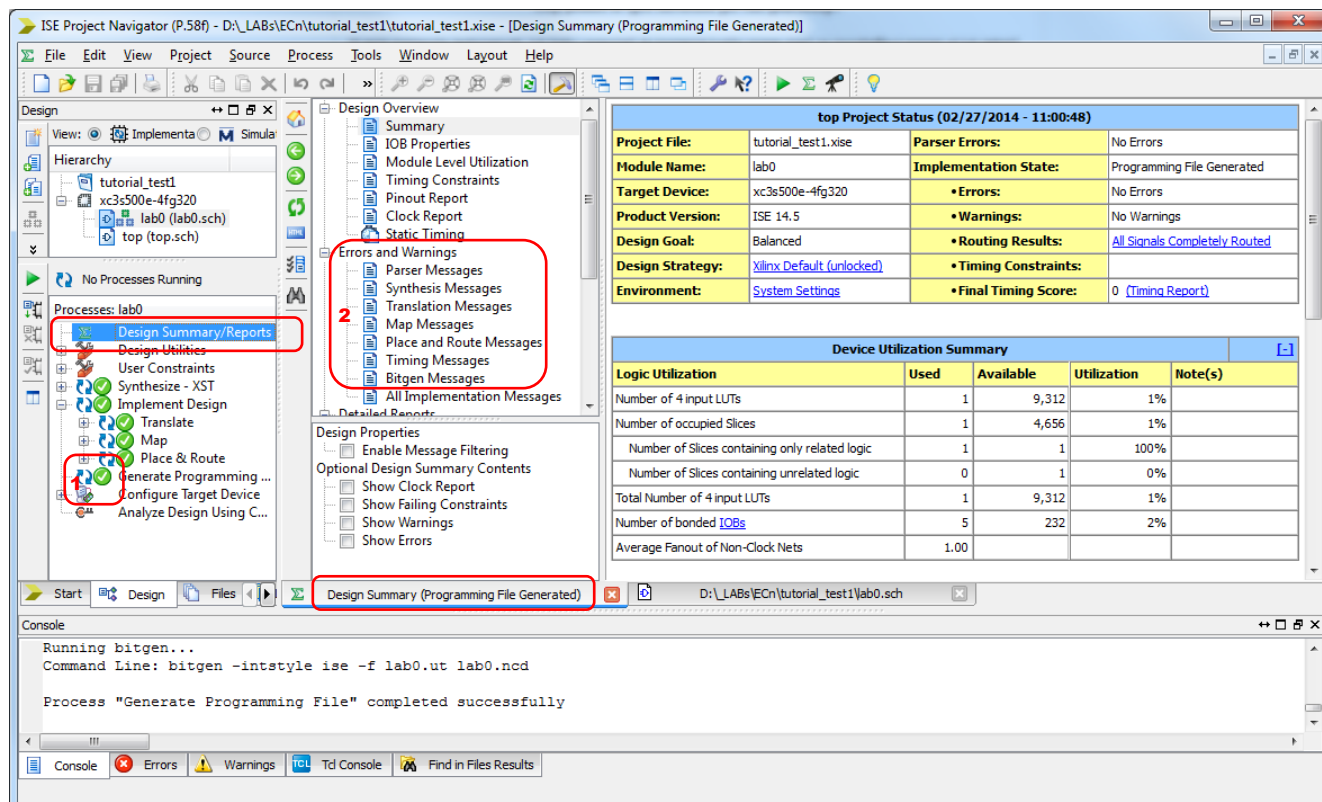 ISE Project Navigator (P.58f) - D:\_LABs\ECn\tutorial_test1\tutorial_test1.xise - [Design Summary (Programming File Generated)]
File Edit View Project Source Process Tools Window Layout Help
Design
View: Implementa Simula
Hierarchy
tutorial_test1
xc3s500e-4fg320
lab0 (lab0.sch)
top (top.sch)
No Processes Running
Processes: lab0
Design Summary/Reports
Design Utilities
User Constraints
Synthesize - XST
Implement Design
Translate
Map
Place & Route
1
Generate Programming ...
Configure Target Device
Analyze Design Using C...
Start Design Files
Design Overview
Summary
IOB Properties
Module Level Utilization
Timing Constraints
Pinout Report
Clock Report
Static Timing
Errors and Warnings
Parser Messages
Synthesis Messages
2
Translation Messages
Map Messages
Place and Route Messages
Timing Messages
Bitgen Messages
All Implementation Messages
Detailed Reports
Design Properties
Enable Message Filtering
Optional Design Summary Contents
Show Clock Report
Show Failing Constraints
Show Warnings
Show Errors
top Project Status (02/27/2014 - 11:00:48)
Project File: tutorial_test1.xise Parser Errors: No Errors
Module Name: lab0 Implementation State: Programming File Generated
Target Device: xc3s500e-4fg320 •Errors: No Errors
Product Version: ISE 14.5 •Warnings: No Warnings
Design Goal: Balanced •Routing Results: All Signals Completely Routed
Design Strategy: Xilinx Default (unlocked) •Timing Constraints:
Environment: System Settings •Final Timing Score: 0 (Timing Report)
Device Utilization Summary [-]
Logic Utilization Used Available Utilization Note(s)
Number of 4 input LUTs 1 9,312 1%
Number of occupied Slices 1 4,656 1%
Number of Slices containing only related logic 1 1 100%
Number of Slices containing unrelated logic 0 1 0%
Total Number of 4 input LUTs 1 9,312 1%
Number of bonded IOBs 5 232 2%
Average Fanout of Non-Clock Nets 1.00
Design Summary (Programming File Generated) D:\_LABs\ECn\tutorial_test1\lab0.sch
Console
Running bitgen...
Command Line: bitgen -intstyle ise -f lab0.ut lab0.ncd
Process "Generate Programming File" completed successfully
Console Errors Warnings TCL Tcl Console Find in Files Results